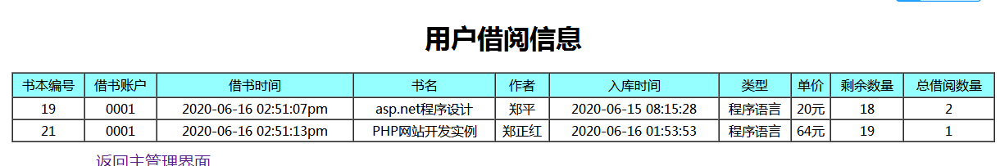 用户借阅信息
书本编号 借书账户 借书时间 书名 作者 入库时间 类型 单价 剩余数量 总借阅数量
19 0001 2020-06-16 02:51:07pm asp.net程序设计 郑平 2020-06-15 08:15:28 程序语言 20元 18 2
21 0001 2020-06-16 02:51:13pm PHP网站开发实例 郑正红 2020-06-16 01:53:53 程序语言 64元 19 1
返回主管理界面